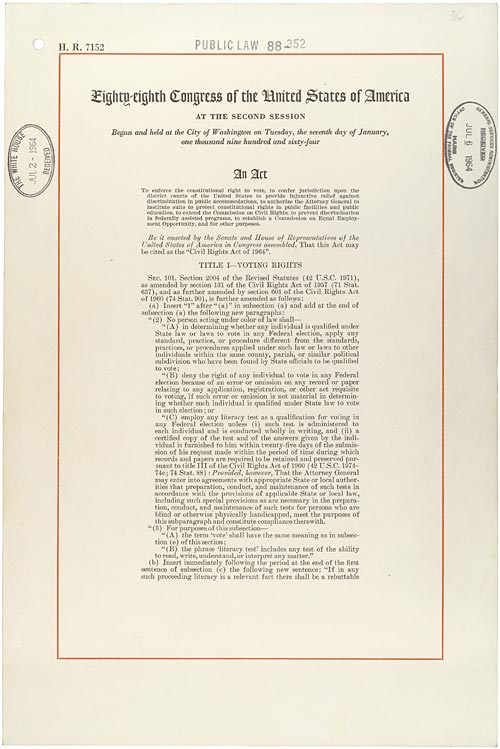 H. R. 7152
PUBLIC LAW 88-352
Eighty-eighth Congress of the United States of America
AT THE SECOND SESSION
Begun and held at the City of Washington on Tuesday, the seventh day of January,
one thousand nine hundred and sixty-four
THE WHITE HOUSE
JUL 2 - 1964
RECEIVED
GENERAL SERVICES ADMINISTRATION
RECEIVED
JUL 6 1964
NARS
OFFICE OF THE FEDERAL REGISTER
An Act
To enforce the constitutional right to vote, to confer jurisdiction upon the
district courts of the United States to provide injunctive relief against
discrimination in public accommodations, to authorize the Attorney General to
institute suits to protect constitutional rights in public facilities and public
education, to extend the Commission on Civil Rights, to prevent discrimination
in federally assisted programs, to establish a Commission on Equal Employ-
ment Opportunity, and for other purposes.
Be it enacted by the Senate and House of Representatives of the
United States of America in Congress assembled, That this Act may
be cited as the "Civil Rights Act of 1964".
TITLE I—VOTING RIGHTS
SEC. 101. Section 2004 of the Revised Statutes (42 U.S.C. 1971),
as amended by section 131 of the Civil Rights Act of 1957 (71 Stat.
637), and as further amended by section 601 of the Civil Rights Act
of 1960 (74 Stat. 90), is further amended as follows:
(a) Insert "1" after "(a)" in subsection (a) and add at the end of
subsection (a) the following new paragraphs:
"(2) No person acting under color of law shall—
"(A) in determining whether any individual is qualified under
State law or laws to vote in any Federal election, apply any
standard, practice, or procedure different from the standards,
practices, or procedures applied under such law or laws to other
individuals within the same county, parish, or similar political
subdivision who have been found by State officials to be qualified
to vote;
"(B) deny the right of any individual to vote in any Federal
election because of an error or omission on any record or paper
relating to any application, registration, or other act requisite
to voting, if such error or omission is not material in determin-
ing whether such individual is qualified under State law to vote
in such election; or
"(C) employ any literacy test as a qualification for voting in
any Federal election unless (i) such test is administered to
each individual and is conducted wholly in writing, and (ii) a
certified copy of the test and of the answers given by the indi-
vidual is furnished to him within twenty-five days of the submis-
sion of his request made within the period of time during which
records and papers are required to be retained and preserved pur-
suant to title III of the Civil Rights Act of 1960 (42 U.S.C. 1974–
74e; 74 Stat. 88): Provided, however, That the Attorney General
may enter into agreements with appropriate State or local author-
ities that preparation, conduct, and maintenance of such tests in
accordance with the provisions of applicable State or local law,
including such special provisions as are necessary in the prepara-
tion, conduct, and maintenance of such tests for persons who are
blind or otherwise physically handicapped, meet the purposes of
this subparagraph and constitute compliance therewith.
"(3) For purposes of this subsection—
"(A) the term 'vote' shall have the same meaning as in subsec-
tion (e) of this section;
"(B) the phrase 'literacy test' includes any test of the ability
to read, write, understand, or interpret any matter."
(b) Insert immediately following the period at the end of the first
sentence of subsection (c) the following new sentence: "If in any
such proceeding literacy is a relevant fact there shall be a rebuttable